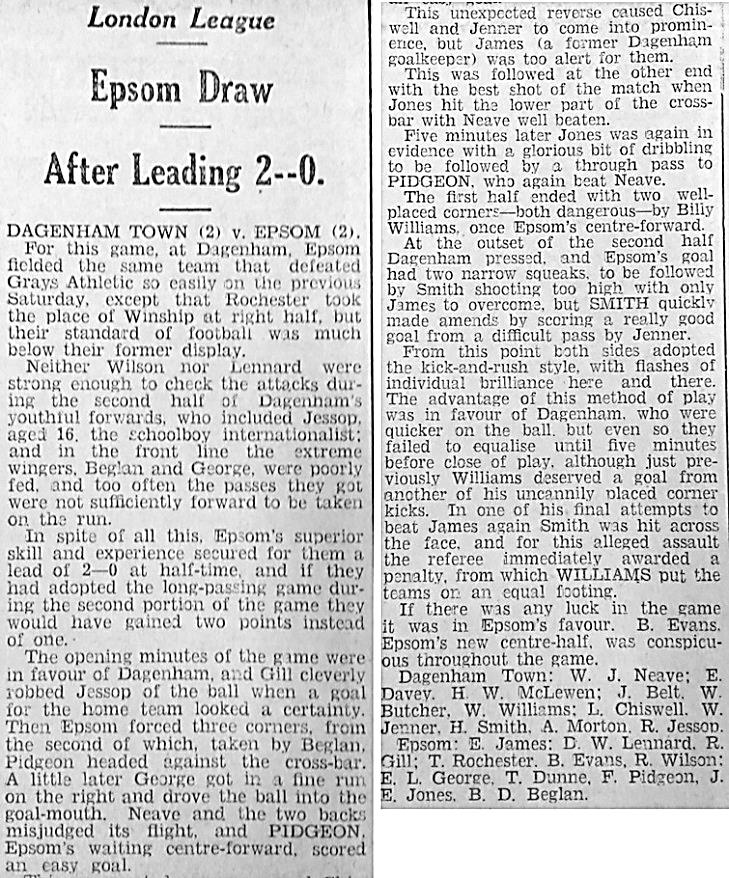 London League
Epsom Draw
After Leading 2--0.
DAGENHAM TOWN (2) v. EPSOM (2).
For this game, at Dagenham, Epsom
fielded the same team that defeated
Grays Athletic so easily on the previous
Saturday, except that Rochester took
the place of Winship at right half, but
their standard of football was much
below their former display.
Neither Wilson nor Lennard were
strong enough to check the attacks dur-
ing the second half of Dagenham's
youthful forwards, who included Jessop,
aged 16, the schoolboy internationalist;
and in the front line the extreme
wingers, Beglan and George, were poorly
fed, and too often the passes they got
were not sufficiently forward to be taken
on the run.
In spite of all this, Epsom's superior
skill and experience secured for them a
lead of 2—0 at half-time, and if they
had adopted the long-passing game dur-
ing the second portion of the game they
would have gained two points instead
of one.
The opening minutes of the game were
in favour of Dagenham, and Gill cleverly
robbed Jessop of the ball when a goal
for the home team looked a certainty.
Then Epsom forced three corners, from
the second of which, taken by Beglan,
Pidgeon headed against the cross-bar.
A little later George got in a fine run
on the right and drove the ball into the
goal-mouth. Neave and the two backs
misjudged its flight, and PIDGEON,
Epsom's waiting centre-forward, scored
an easy goal.
This unexpected reverse caused Chis-
well and Jenner to come into promin-
ence, but James (a former Dagenham
goalkeeper) was too alert for them.
This was followed at the other end
with the best shot of the match when
Jones hit the lower part of the cross-
bar with Neave well beaten.
Five minutes later Jones was again in
evidence with a glorious bit of dribbling
to be followed by a through pass to
PIDGEON, who again beat Neave.
The first half ended with two well-
placed corners—both dangerous—by Billy
Williams, once Epsom's centre-forward.
At the outset of the second half
Dagenham pressed, and Epsom's goal
had two narrow squeaks, to be followed
by Smith shooting too high with only
James to overcome, but SMITH quickly
made amends by scoring a really good
goal from a difficult pass by Jenner.
From this point both sides adopted
the kick-and-rush style, with flashes of
individual brilliance here and there.
The advantage of this method of play
was in favour of Dagenham, who were
quicker on the ball, but even so they
failed to equalise until five minutes
before close of play, although just pre-
viously Williams deserved a goal from
another of his uncannily placed corner
kicks. In one of his final attempts to
beat James again Smith was hit across
the face, and for this alleged assault
the referee immediately awarded a
penalty, from which WILLIAMS put the
teams on an equal footing.
If there was any luck in the game
it was in Epsom's favour. B. Evans,
Epsom's new centre-half, was conspicu-
ous throughout the game.
Dagenham Town: W. J. Neave; E.
Davey, H. W. McLewen; J. Belt, W.
Butcher, W. Williams; L. Chiswell, W.
Jenner, H. Smith, A. Morton, R. Jessop.
Epsom: E. James; D. W. Lennard, R.
Gill; T. Rochester, B. Evans, R. Wilson;
E. L. George, T. Dunne, F. Pidgeon, J.
E. Jones, B. D. Beglan.